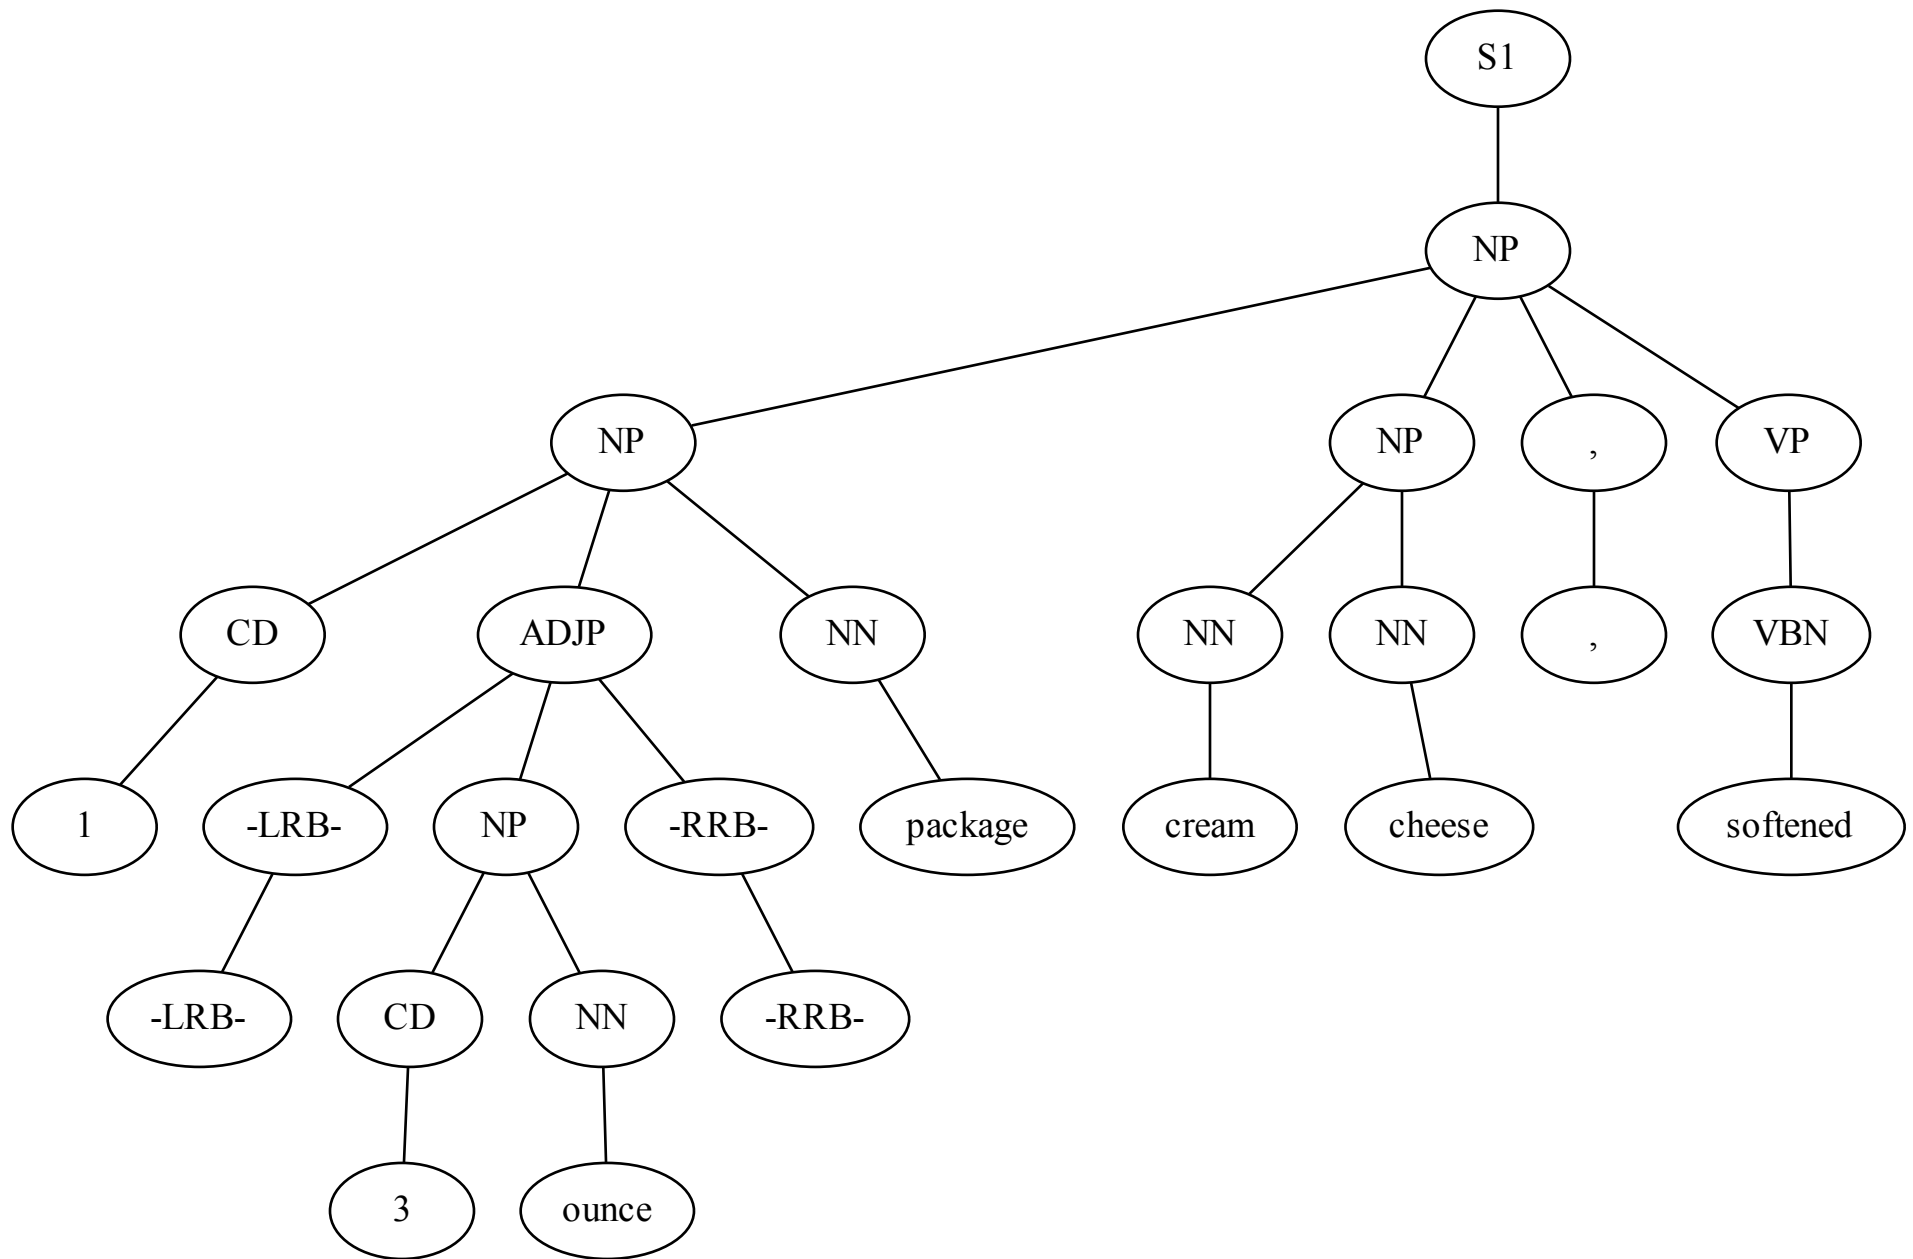 S1
NP
NP NP , VP
CD ADJP NN NN NN , VBN
1 -LRB- NP -RRB- package cream cheese softened
-LRB- CD NN -RRB-
3 ounce